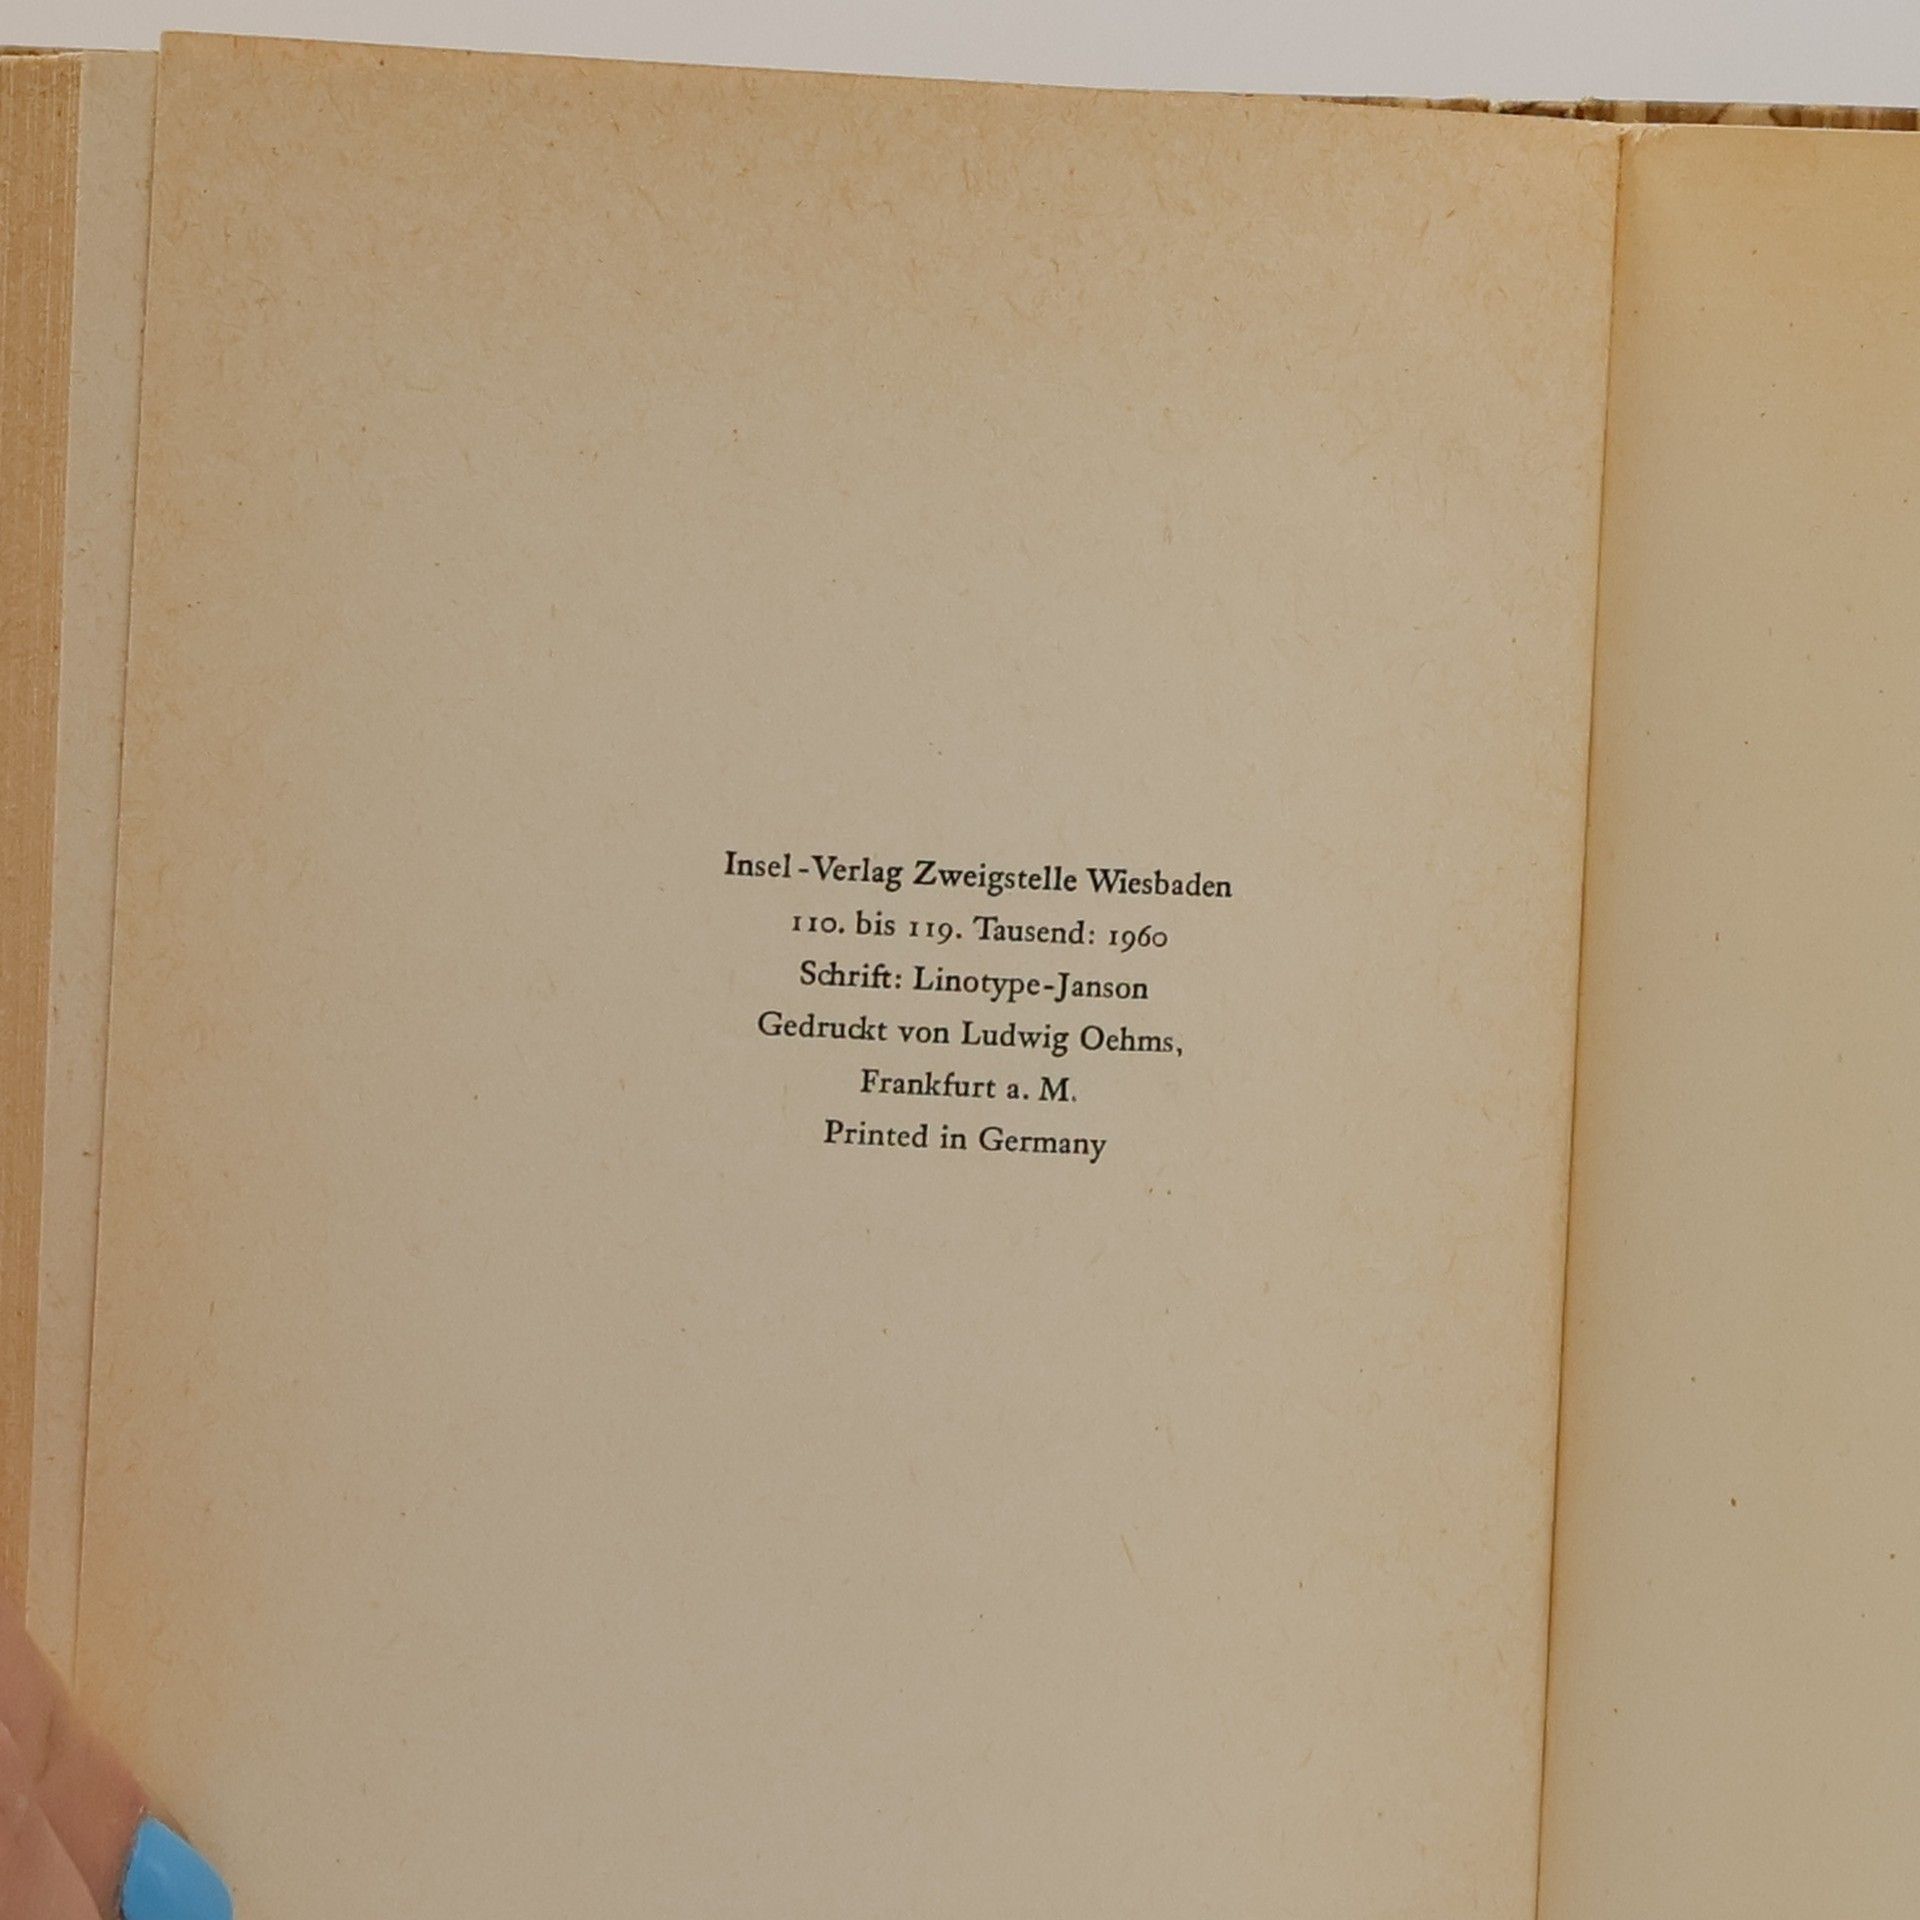 Insel-Verlag Zweigstelle Wiesbaden
110. bis 119. Tausend: 1960
Schrift: Linotype-Janson
Gedruckt von Ludwig Oehms,
Frankfurt a. M.
Printed in Germany